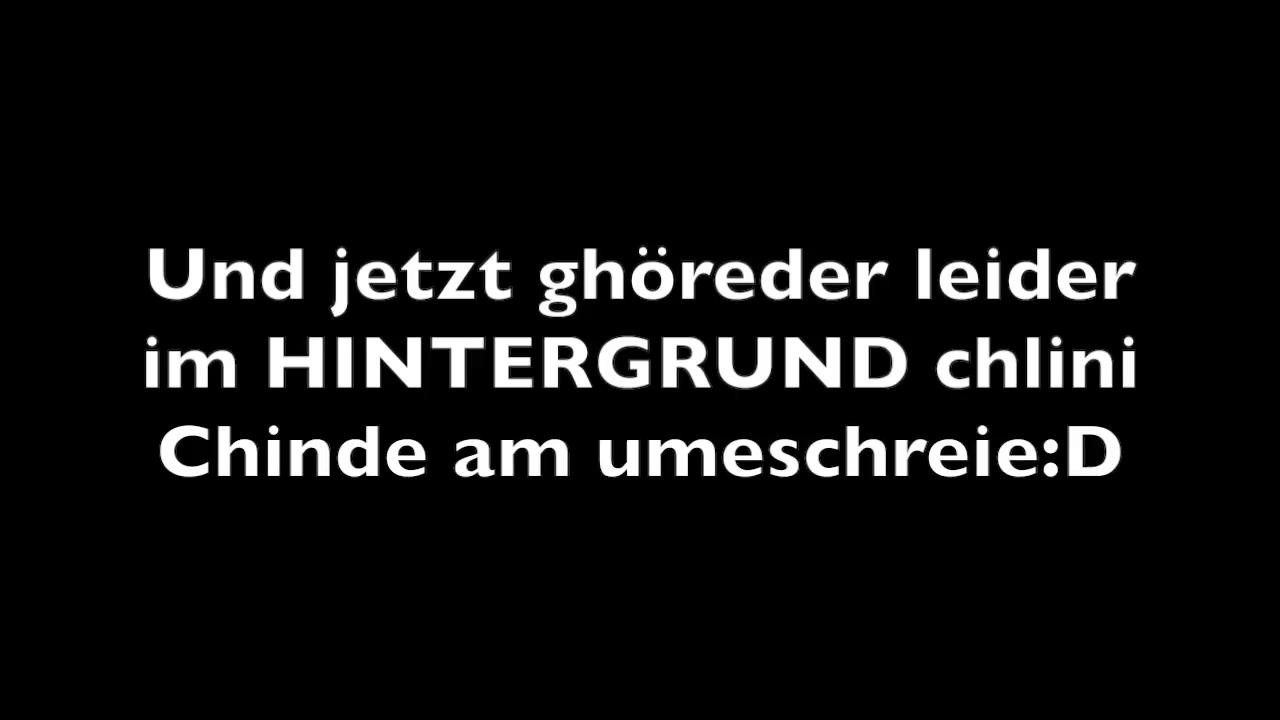 Und jetzt ghöreder leider
im HINTERGRUND chlini
Chinde am umeschreie:D